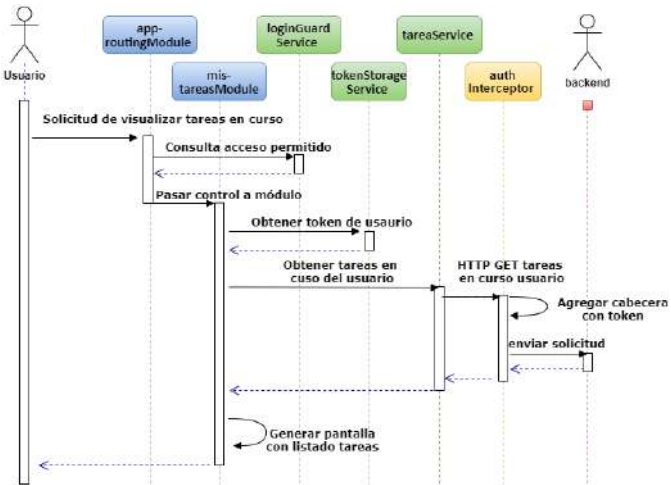 app-
routingModule
loginGuard
Service
tareaService
Usuario
mis-
tareasModule
tokenStorage
Service
auth
Interceptor
backend
Solicitud de visualizar tareas en curso
Consulta acceso permitido
Pasar control a módulo
Obtener token de usaurio
Obtener tareas en
cuso del usuario
HTTP GET tareas
en curso usuario
Agregar cabecera
con token
enviar solicitud
Generar pantalla
con listado tareas